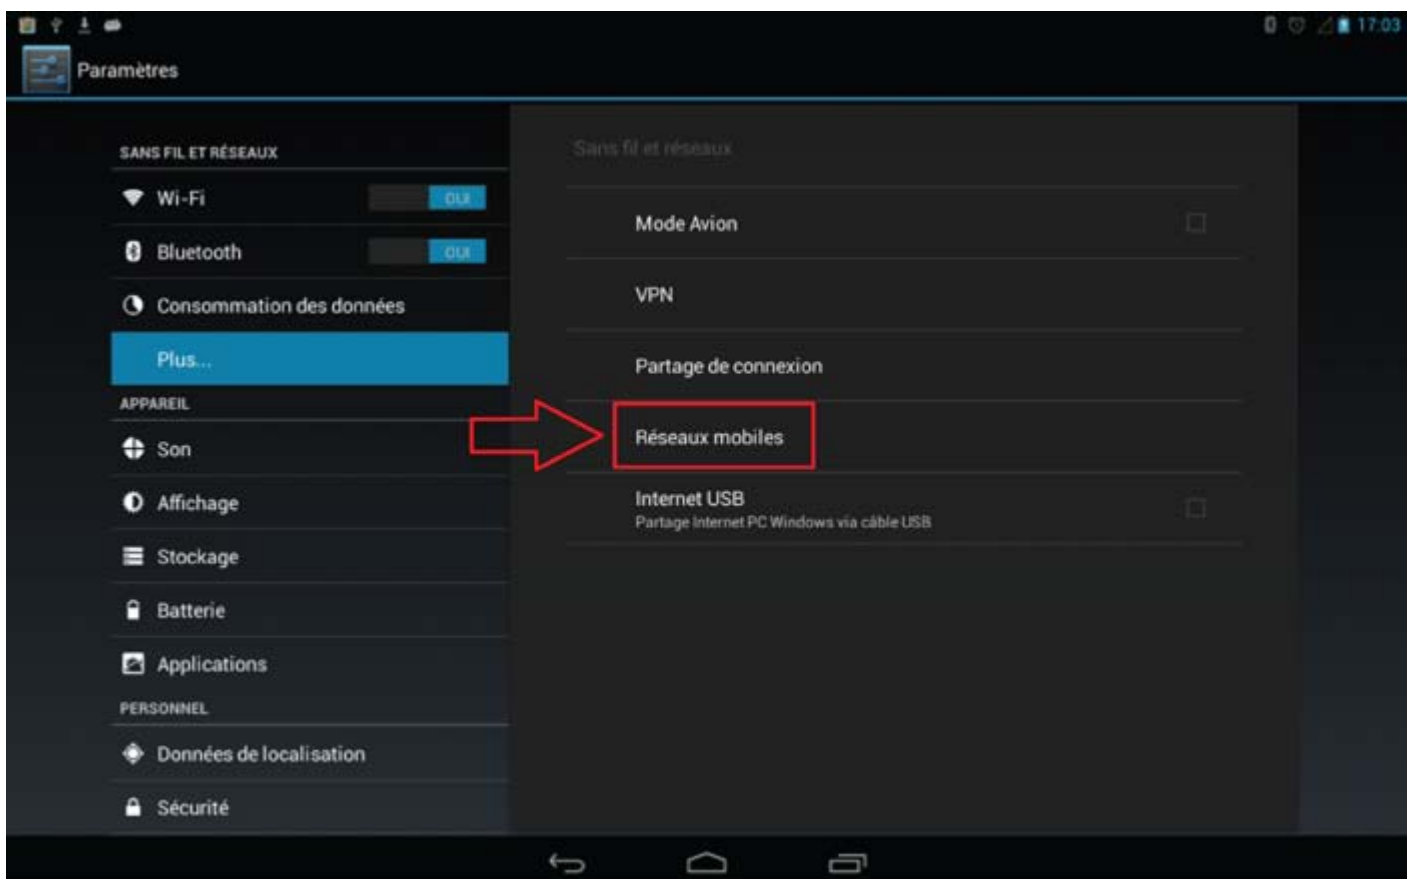 17:03
Paramètres
SANS FIL ET RÉSEAUX
Wi-Fi
OUI
Bluetooth
OUI
Consommation des données
Plus...
APPAREIL
Son
Affichage
Stockage
Batterie
Applications
PERSONNEL
Données de localisation
Sécurité
Sans fil et réseaux
Mode Avion
VPN
Partage de connexion
Réseaux mobiles
Internet USB
Partage Internet PC Windows via câble USB